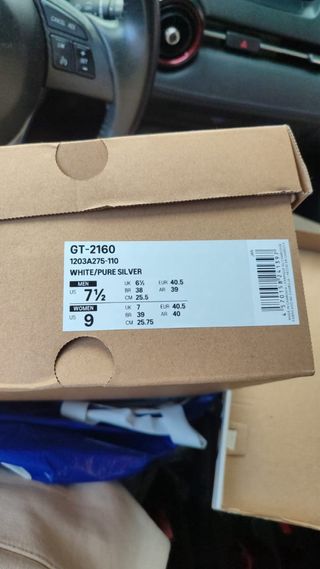 CANCEL
GT-2160
1203A275-110
WHITE/PURE SILVER
MEN
US 7½
UK 6½ EUR 40.5
BR 38 AR 39
CM 25.5
WOMEN
US 9
UK 7 EUR 40.5
BR 39 AR 40
CM 25.75